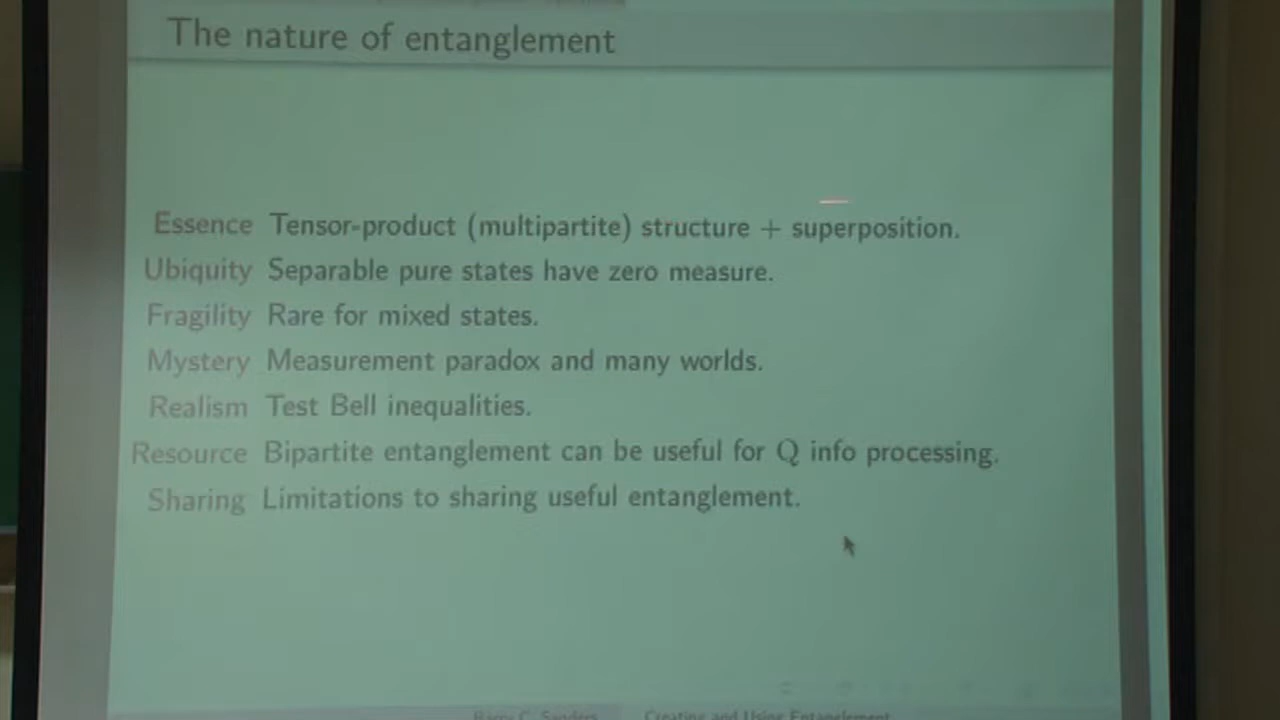 The nature of entanglement
Essence Tensor-product (multipartite) structure + superposition.
Ubiquity Separable pure states have zero measure.
Fragility Rare for mixed states.
Mystery Measurement paradox and many worlds.
Realism Test Bell inequalities.
Resource Bipartite entanglement can be useful for Q info processing.
Sharing Limitations to sharing useful entanglement.
Barry C. Sanders Creating and Using Entanglement